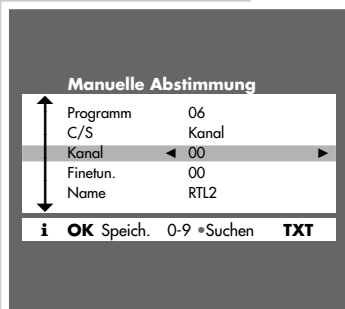 Manuelle Abstimmung
Programm 06
C/S Kanal
Kanal ◄ 00 ►
Finetun. 00
Name RTL2
i OK Speich. 0-9 •Suchen TXT